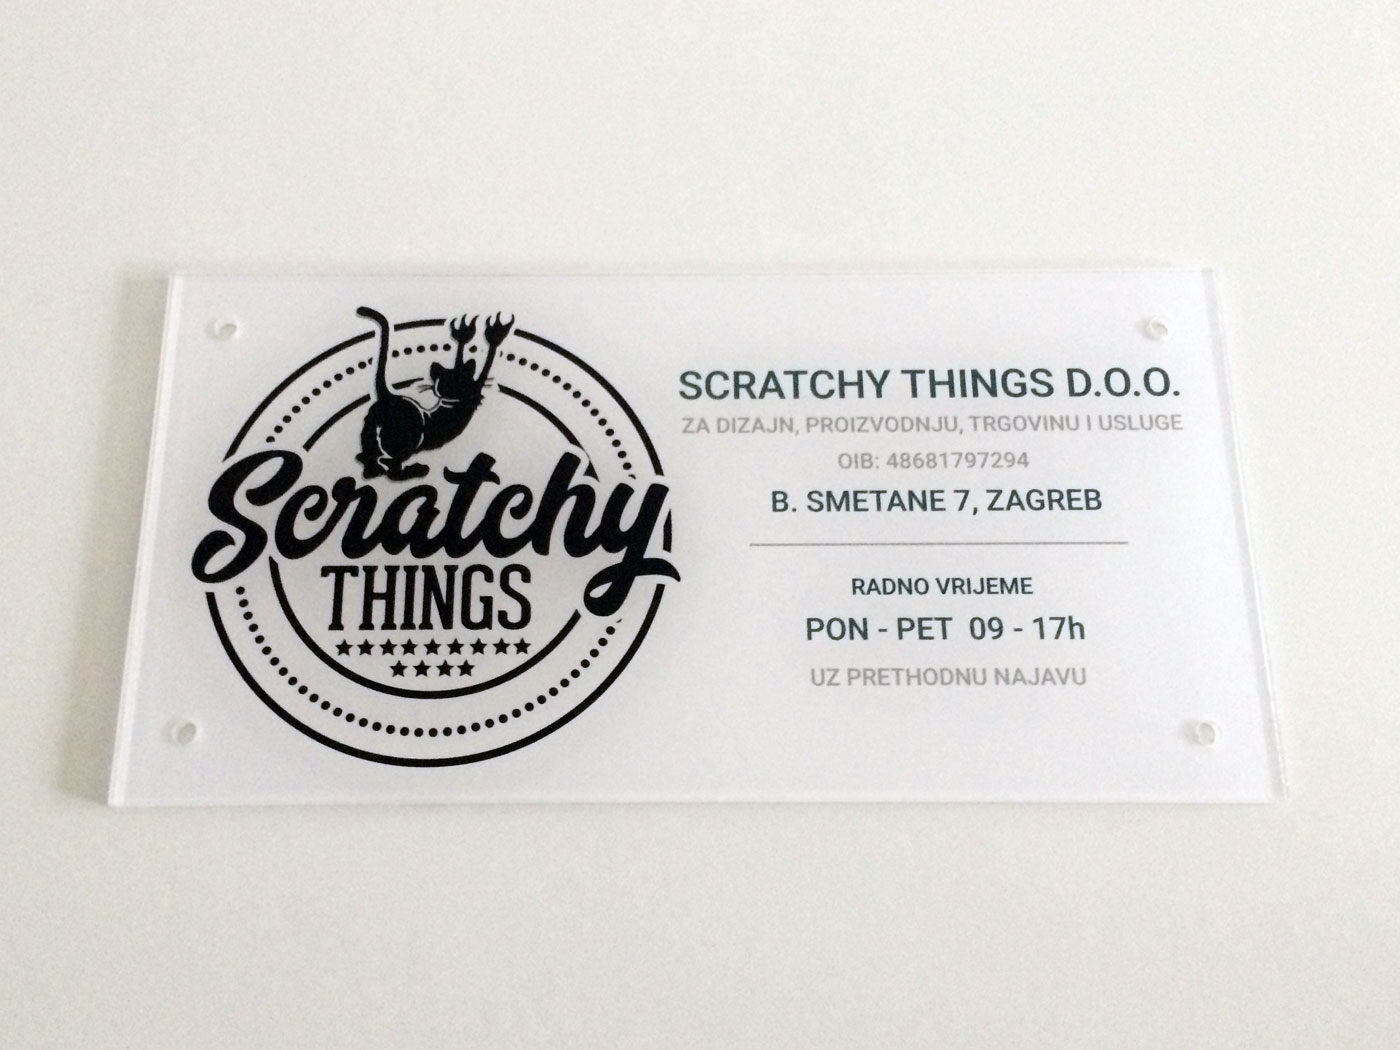 Scratchy
THINGS
SCRATCHY THINGS D.O.O.
ZA DIZAJN, PROIZVODNJU, TRGOVINU I USLUGE
OIB: 48681797294
B. SMETANE 7, ZAGREB
RADNO VRIJEME
PON - PET 09 - 17h
UZ PRETHODNU NAJAVU